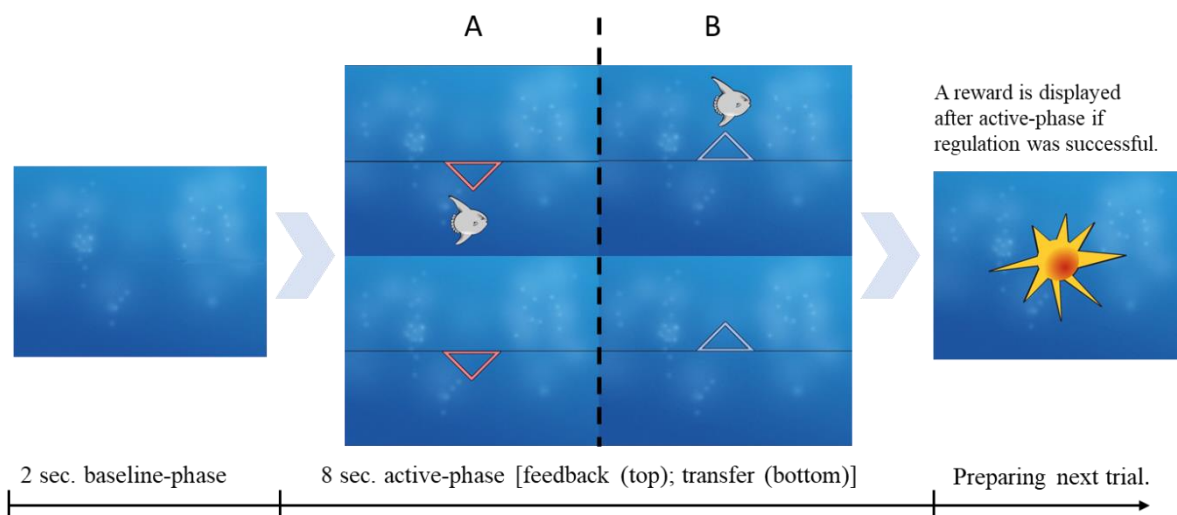 A
B
A reward is displayed
after active-phase if
regulation was successful.
2 sec. baseline-phase
8 sec. active-phase [feedback (top); transfer (bottom)]
Preparing next trial.